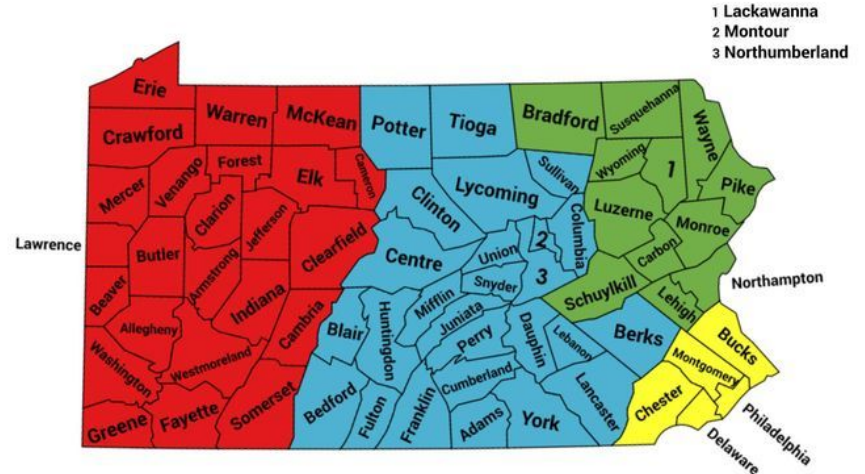 1 Lackawanna
2 Montour
3 Northumberland
Erie
Warren
McKean
Potter
Tioga
Bradford
Susquehanna
Wayne
Crawford
Forest
Elk
Cameron
Sullivan
Wyoming
1
Pike
Mercer
Venango
Clarion
Jefferson
Clinton
Lycoming
Columbia
Luzerne
Monroe
Lawrence
Butler
Armstrong
Clearfield
Centre
Union
2
3
Carbon
Northampton
Beaver
Indiana
Cambria
Snyder
Mifflin
Juniata
Schuylkill
Lehigh
Allegheny
Blair
Huntingdon
Perry
Dauphin
Lebanon
Berks
Bucks
Washington
Westmoreland
Cumberland
Montgomery
Greene
Fayette
Somerset
Bedford
Fulton
Franklin
Adams
York
Lancaster
Chester
Delaware
Philadelphia